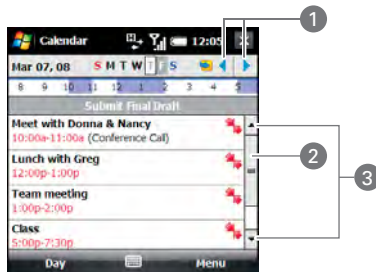 1
Calendar 12:05
Mar 07, 08 S M T W T F S
8 9 10 11 12 1 2 3 4 5
Submit Final Draft
Meet with Donna & Nancy
10:00a-11:00a (Conference Call)
Lunch with Greg
12:00p-1:00p
2
Team meeting
3
1:00p-2:00p
Class
5:00p-7:30p
Day Menu